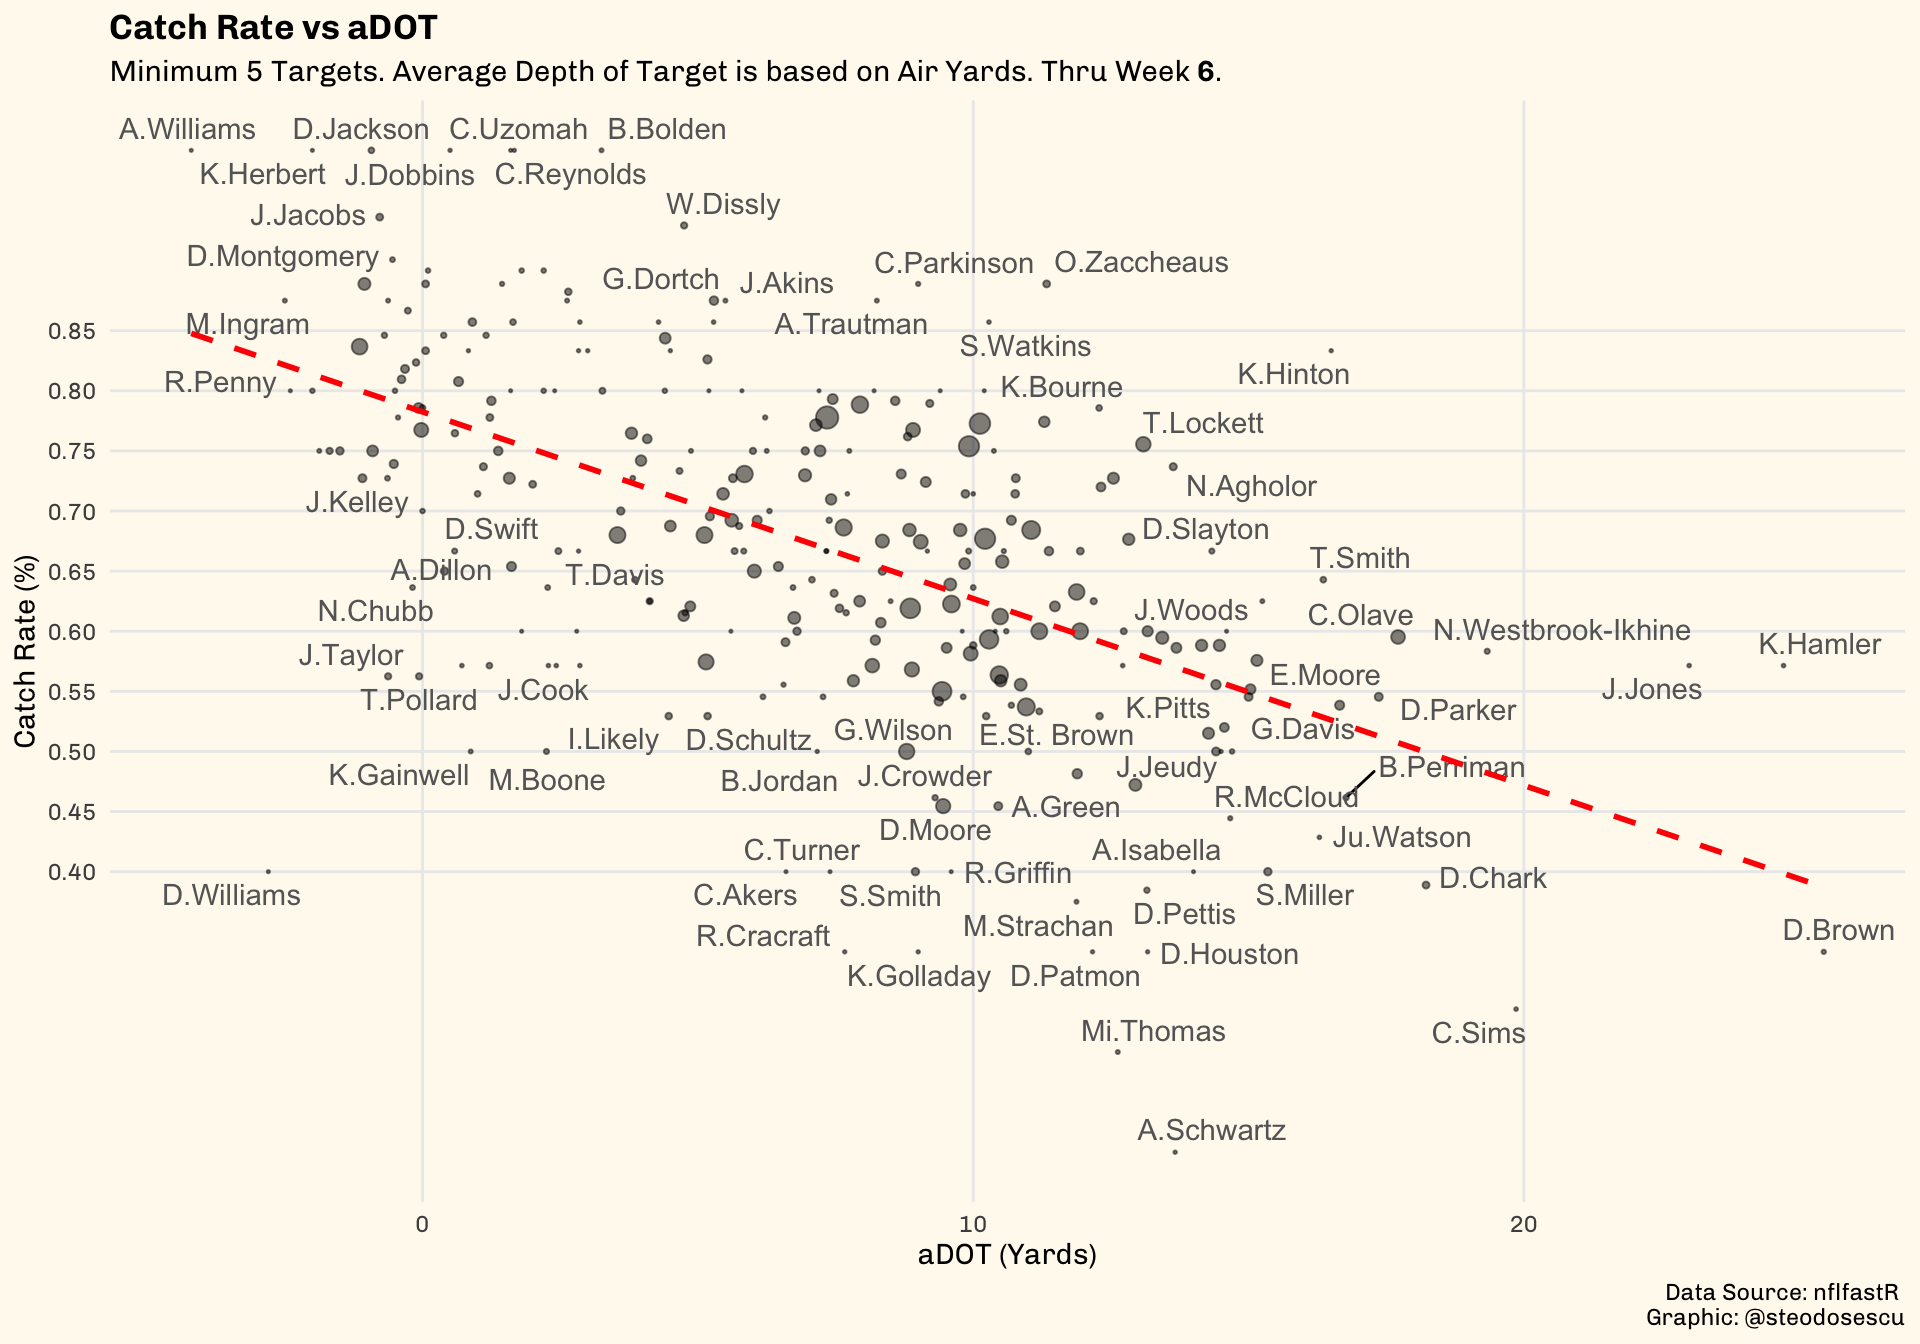 Catch Rate vs aDOT
Minimum 5 Targets. Average Depth of Target is based on Air Yards. Thru Week 6.
A.Williams D.Jackson C.Uzomah B.Bolden
K.Herbert J.Dobbins C.Reynolds
W.Dissly
J.Jacobs
D.Montgomery C.Parkinson O.Zaccheaus
G.Dortch J.Akins
M.Ingram A.Trautman
0.85
S.Watkins
K.Hinton
R.Penny K.Bourne
0.80
T.Lockett
0.75
N.Agholor
J.Kelley
0.70
D.Swift D.Slayton
T.Smith
A.Dillon T.Davis
0.65
N.Chubb J.Woods C.Olave
0.60
N.Westbrook-Ikhine
K.Hamler
J.Taylor
E.Moore
0.55
T.Pollard J.Cook J.Jones
K.Pitts D.Parker
G.Wilson E.St. Brown G.Davis
I.Likely D.Schultz
0.50
J.Jeudy B.Perriman
K.Gainwell M.Boone B.Jordan J.Crowder
R.McCloud
0.45
A.Green
D.Moore Ju.Watson
C.Turner A.Isabella
0.40
R.Griffin D.Chark
D.Williams C.Akers S.Smith S.Miller
D.Pettis
M.Strachan
R.Cracraft D.Brown
D.Houston
K.Golladay D.Patmon
Mi.Thomas C.Sims
A.Schwartz
Catch Rate (%)
0 10 20
aDOT (Yards)
Data Source: nflfastR
Graphic: @steodosescu